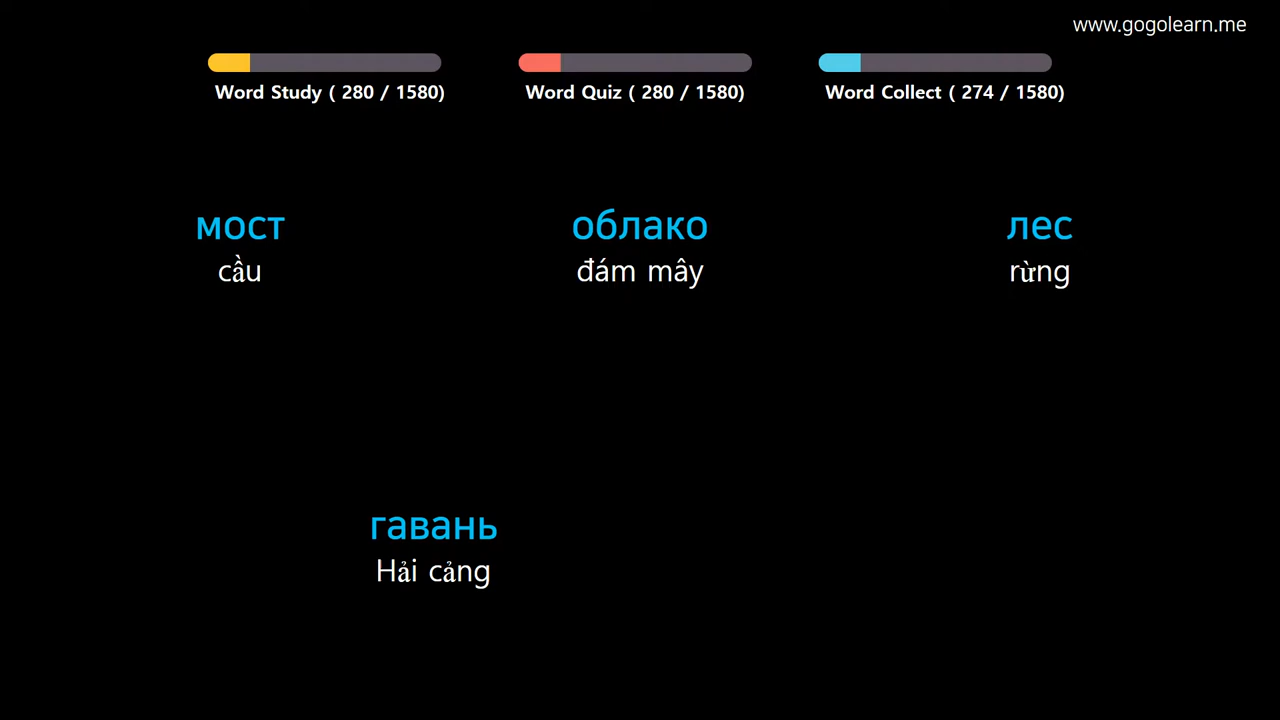 www.gogolearn.me
Word Study ( 280 / 1580)
Word Quiz ( 280 / 1580)
Word Collect ( 274 / 1580)
мост
cầu
облако
đám mây
лес
rừng
гавань
Hải cảng